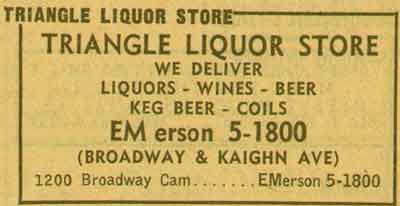 TRIANGLE LIQUOR STORE
TRIANGLE LIQUOR STORE
WE DELIVER
LIQUORS - WINES - BEER
KEG BEER - COILS
EM erson 5-1800
(BROADWAY & KAIGHN AVE)
1200 Broadway Cam.......EMerson 5-1800